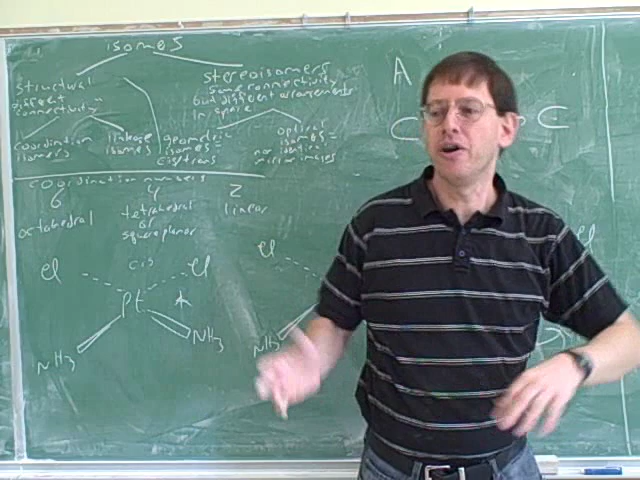 isomers
structural
different
connectivity
stereoisomers
same connectivity
but different arrangements
in space
coordination
isomers
linkage
isomers
geometric
isomers =
cis/trans
optical
isomers =
non identical
mirror images
coordination numbers
6
4
2
octahedral
tetrahedral
or
square planar
linear
cis
Cl
Cl
Pt
NH3
NH3
Cl
NH3
A
C
C